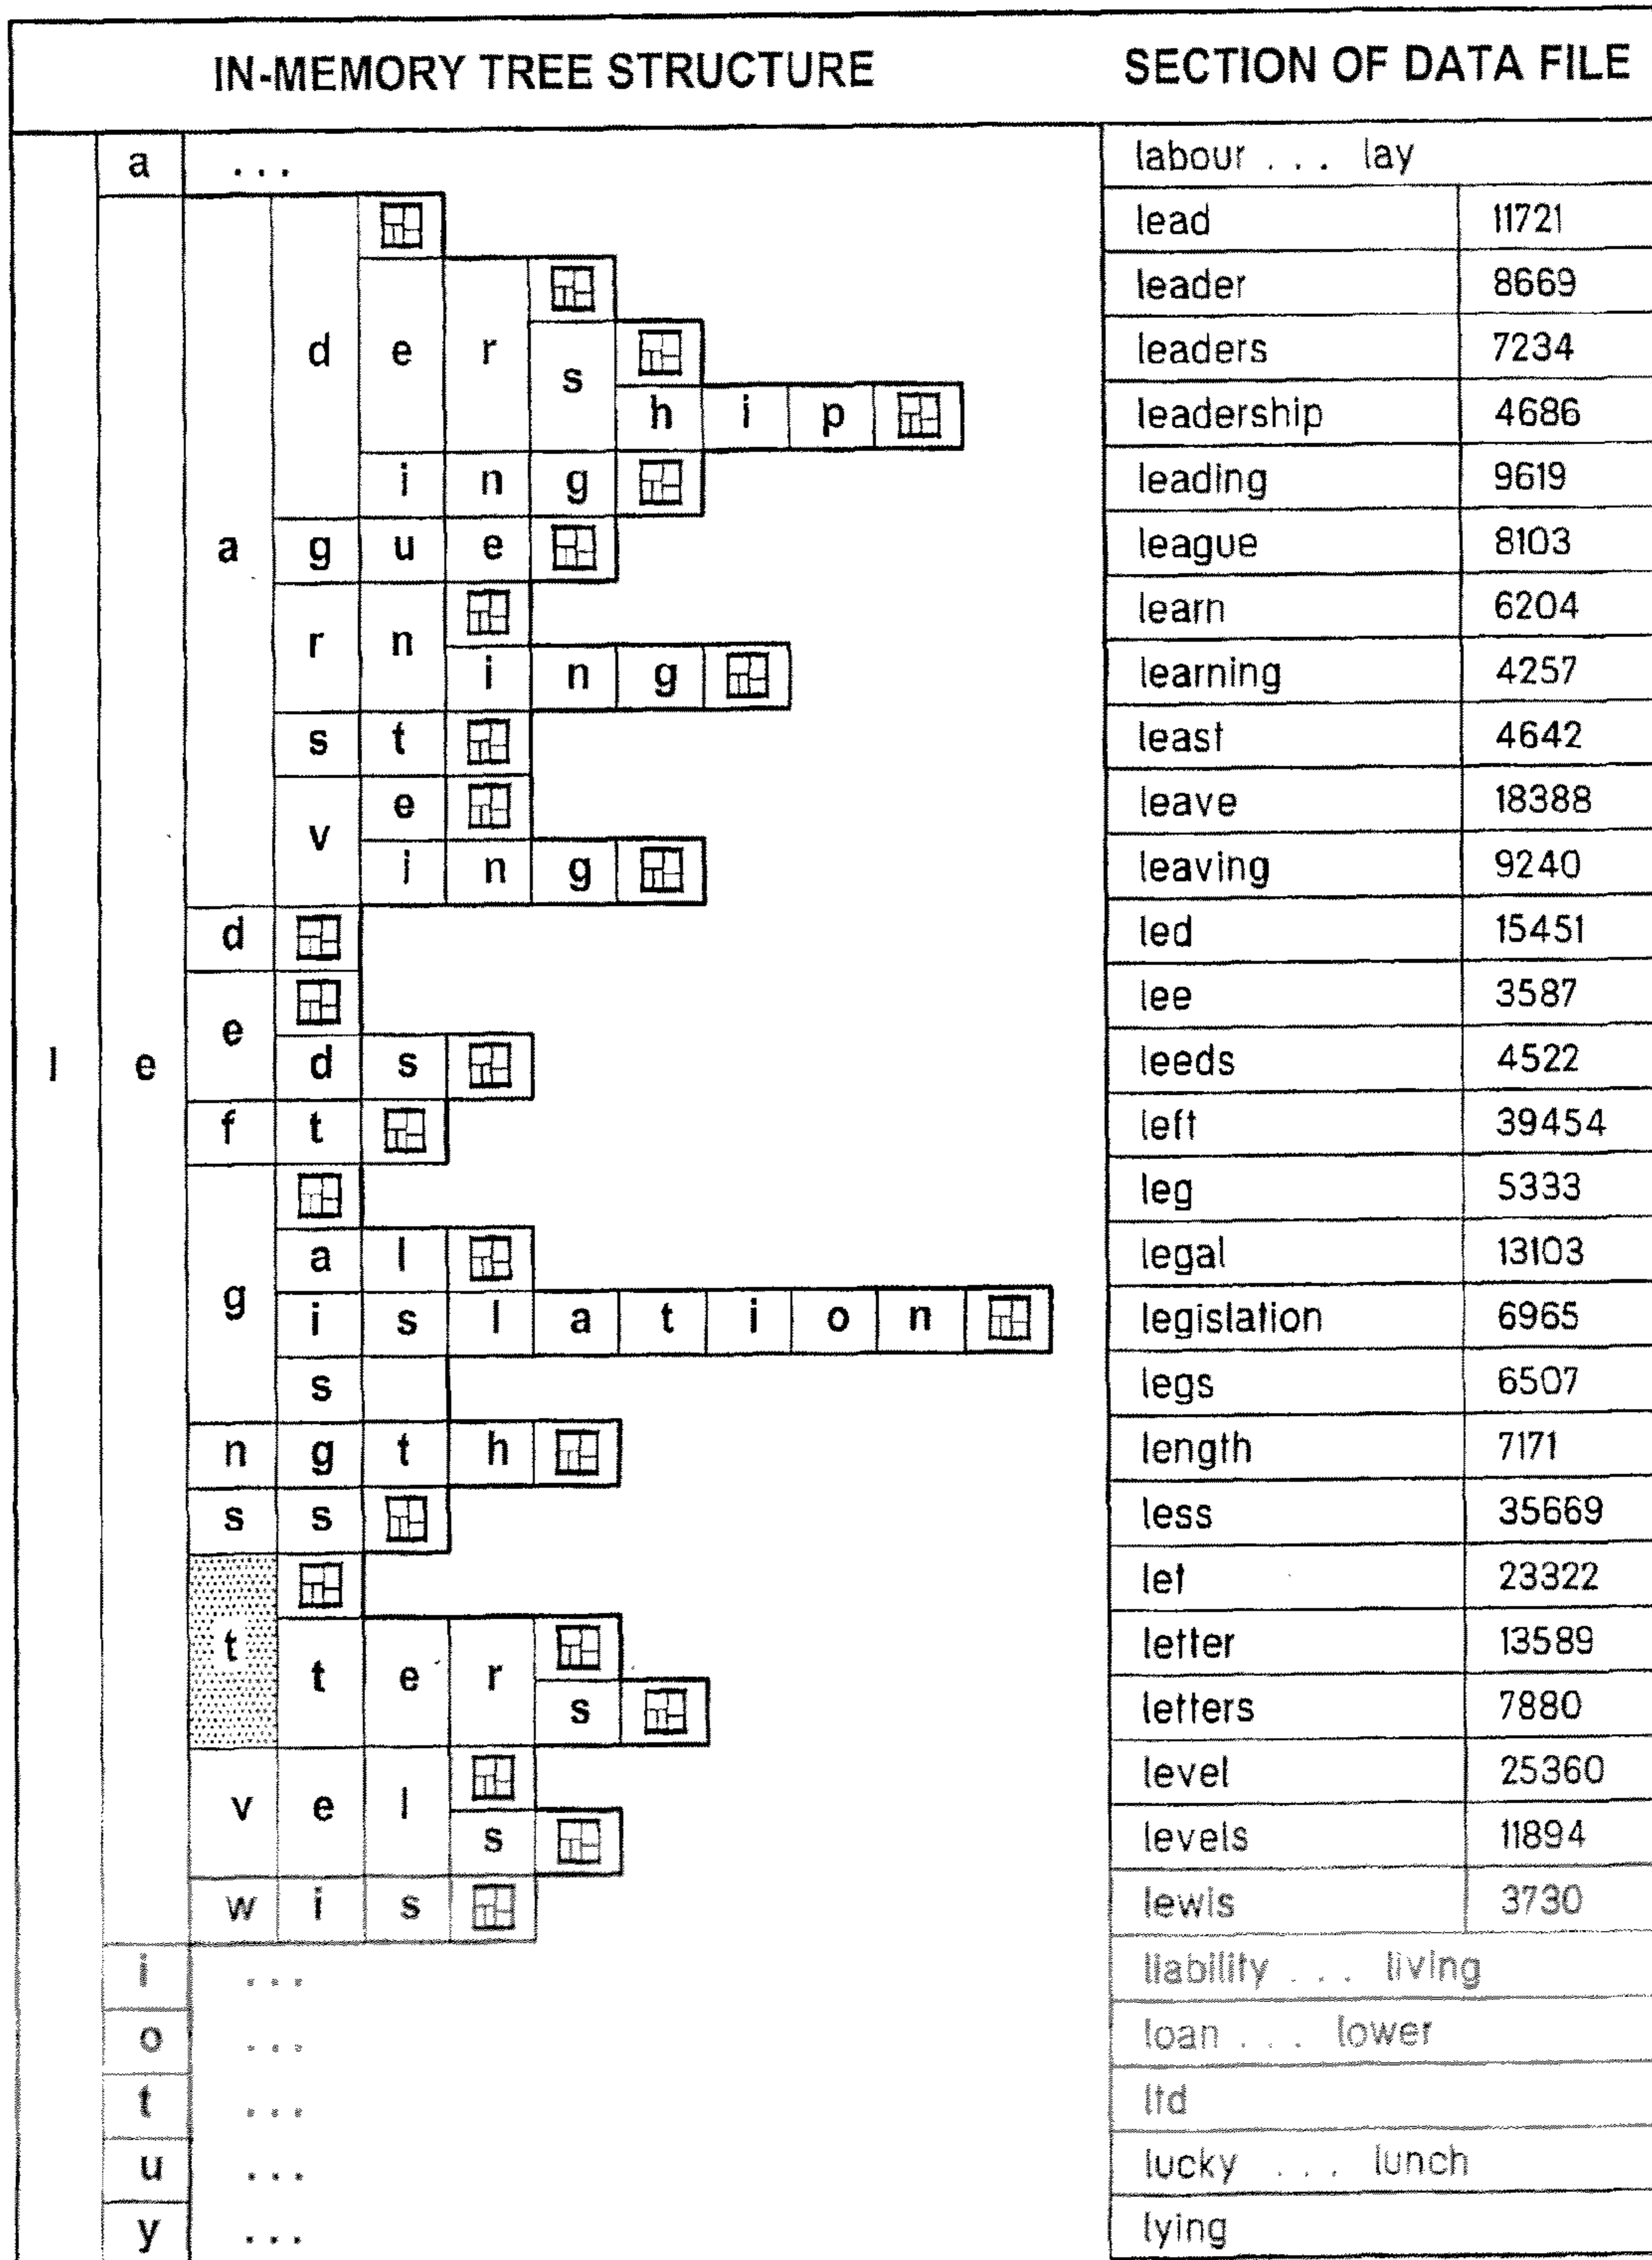 IN-MEMORY TREE STRUCTURE SECTION OF DATA FILE
a ... labour ... lay
lead 11721
leader 8669
d e r leaders 7234
s
h i p leadership 4686
i n g leading 9619
a g u e league 8103
learn 6204
r n
i n g learning 4257
s t least 4642
e leave 18388
v
i n g leaving 9240
d led 15451
lee 3587
e
l e d s leeds 4522
f t left 39454
leg 5333
a l legal 13103
g i s l a t i o n legislation 6965
s legs 6507
n g t h length 7171
s s less 35669
let 23322
t letter 13589
t e r
s letters 7880
level 25360
v e l
s levels 11894
w i s lewis 3730
i ... liability ... living
o ... loan ... lower
t ... ltd
u ... lucky ... lunch
y ... lying